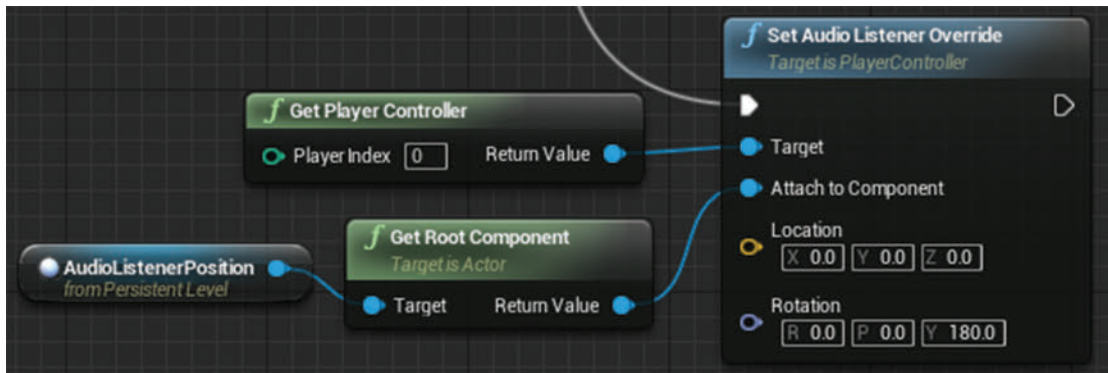 Set Audio Listener Override
Target is PlayerController
Get Player Controller
Player Index 0 Return Value
Target
Attach to Component
Location
X 0.0 Y 0.0 Z 0.0
Get Root Component
Target is Actor
AudioListenerPosition
from Persistent Level
Target Return Value
Rotation
R 0.0 P 0.0 Y 180.0